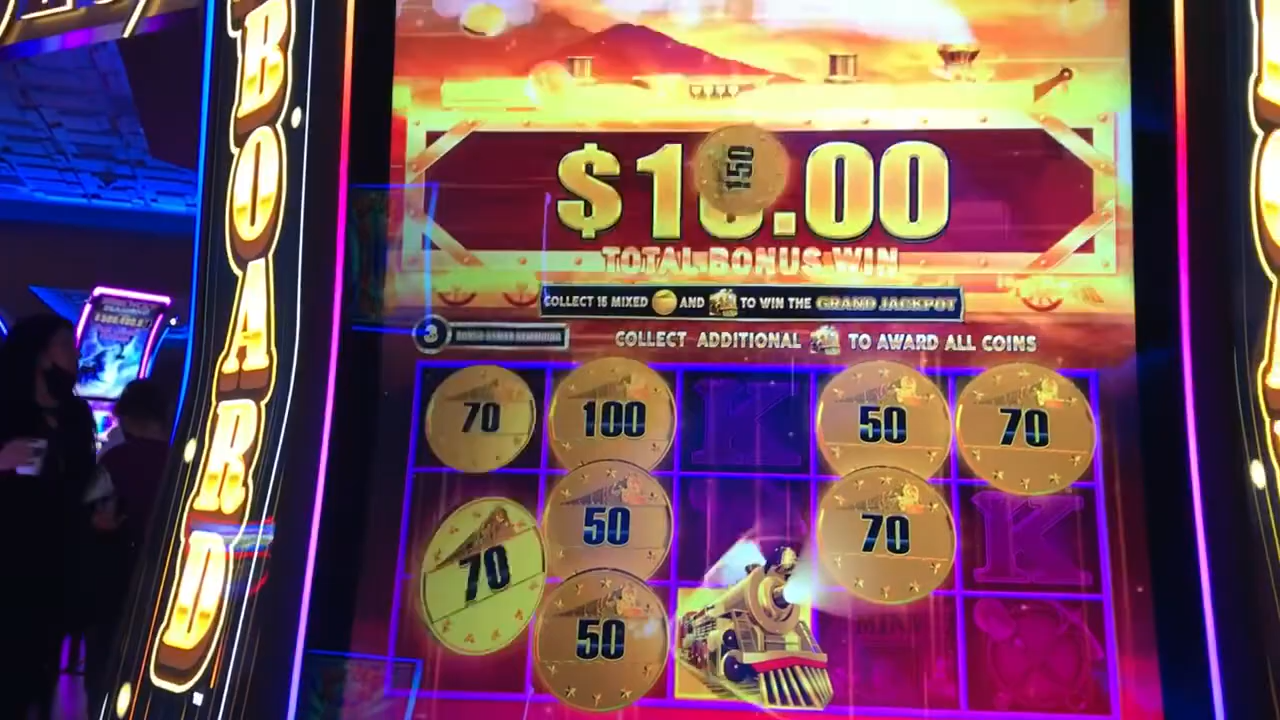 BOARD
150
$10.00
TOTAL BONUS WIN
COLLECT 15 MIXED AND TO WIN THE GRAND JACKPOT
3
COLLECT ADDITIONAL TO AWARD ALL COINS
70 100 K 50 70
70 50 70 K
50